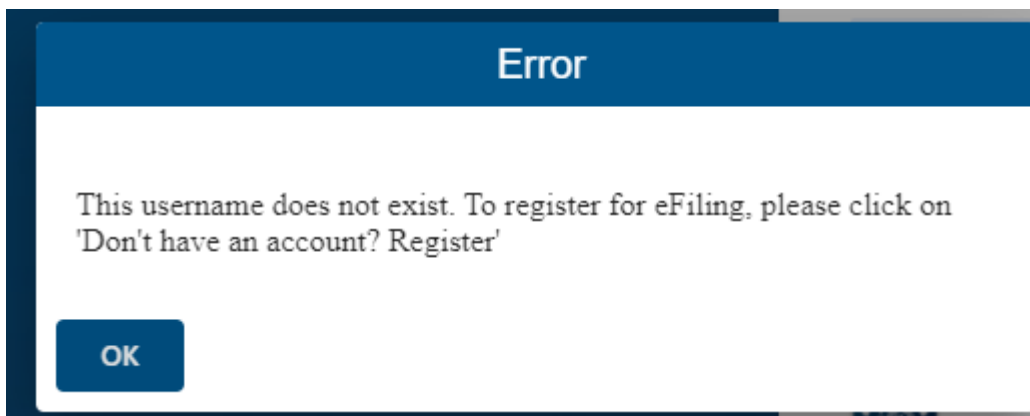 Error
This username does not exist. To register for eFiling, please click on
'Don't have an account? Register'
OK